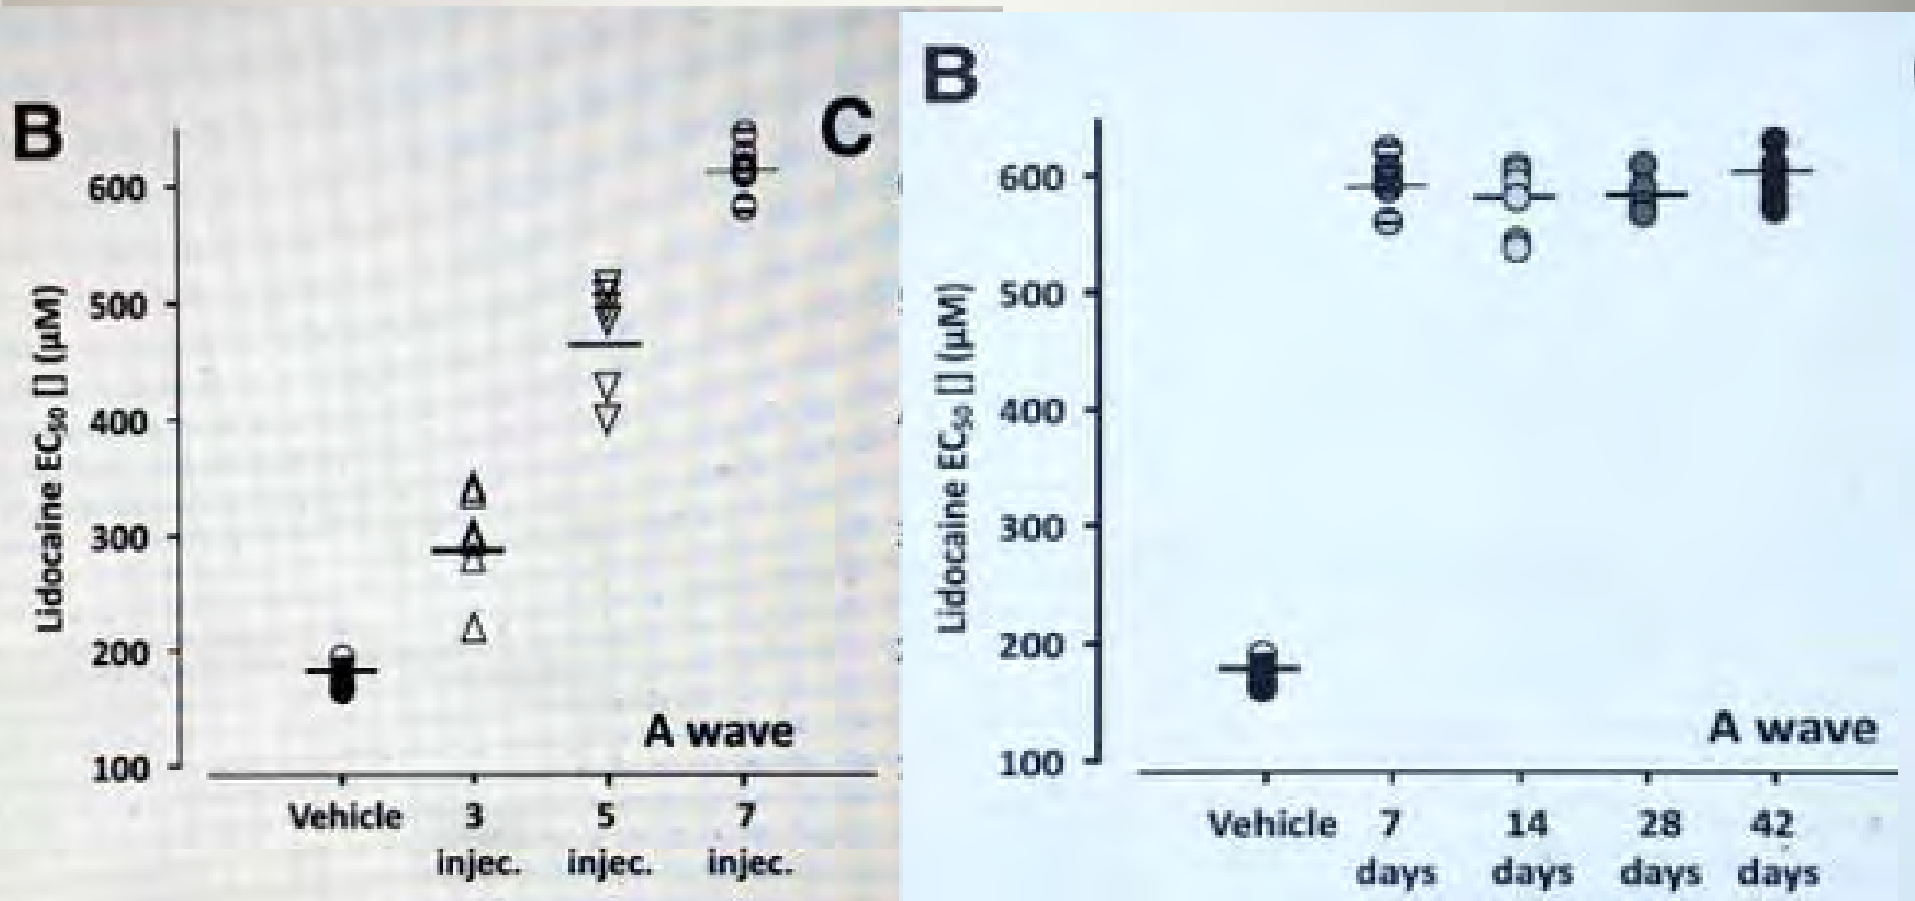 B
C
600
500
400
300
200
100
Lidocaine EC₅₀ [] (µM)
A wave
Vehicle 3 5 7
injec. injec. injec.
B
600
500
400
300
200
100
Lidocaine EC₅₀ [] (µM)
A wave
Vehicle 7 14 28 42
days days days days